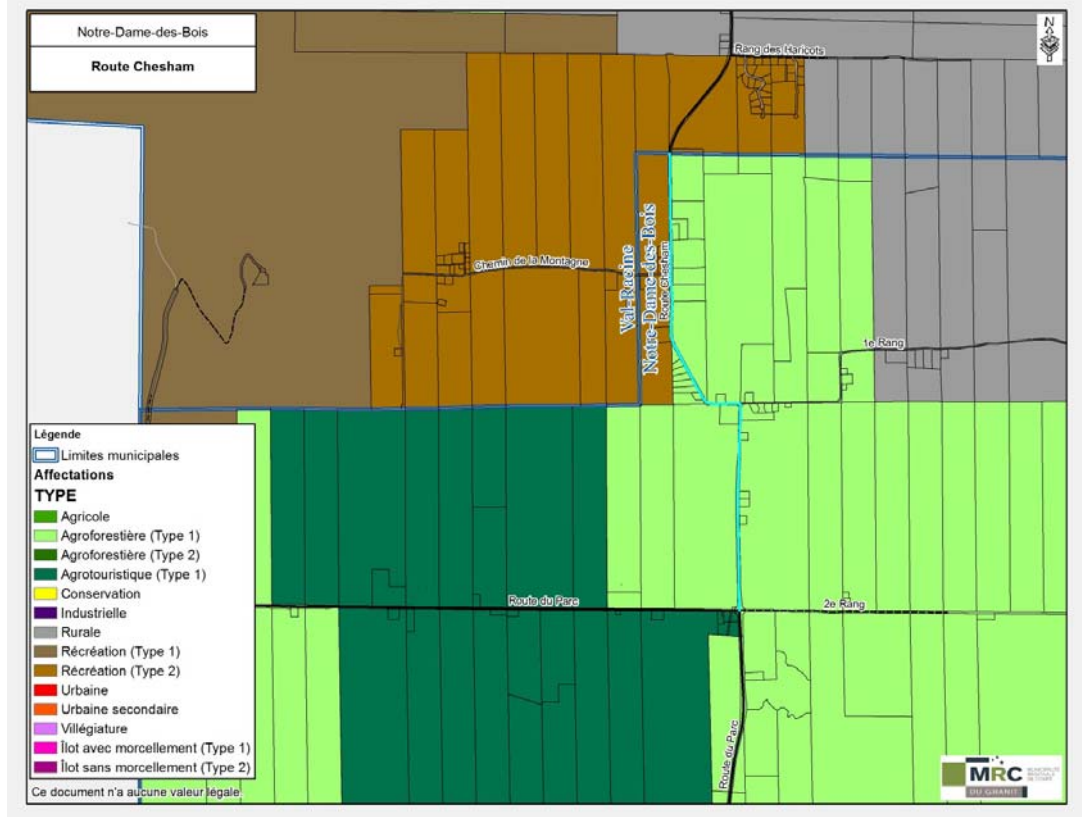 Notre-Dame-des-Bois
Route Chesham
N
Rang des Haricots
Chemin de la Montagne
Val-Racine
Notre-Dame-des-Bois
Route Chesham
1e Rang
Légende
Limites municipales
Affectations
TYPE
Agricole
Agroforestière (Type 1)
Agroforestière (Type 2)
Agrotouristique (Type 1)
Conservation
Industrielle
Rurale
Récréation (Type 1)
Récréation (Type 2)
Urbaine
Urbaine secondaire
Villégiature
Îlot avec morcellement (Type 1)
Îlot sans morcellement (Type 2)
Route du Parc
2e Rang
Route du Parc
Ce document n'a aucune valeur légale.
MRC
MUNICIPALITÉ
RÉGIONALE
DE COMTÉ
DU GRANIT